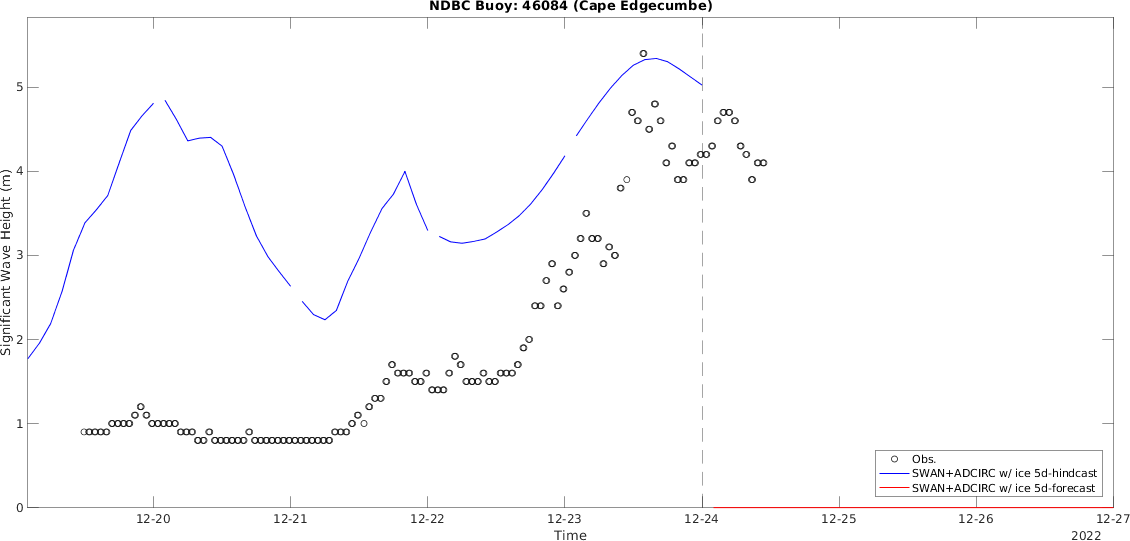 NDBC Buoy: 46084 (Cape Edgecumbe)
Significant Wave Height (m)
5
4
3
2
1
0
Obs.
SWAN+ADCIRC w/ ice 5d-hindcast
SWAN+ADCIRC w/ ice 5d-forecast
12-20
12-21
12-22
12-23
12-24
12-25
12-26
12-27
Time
2022